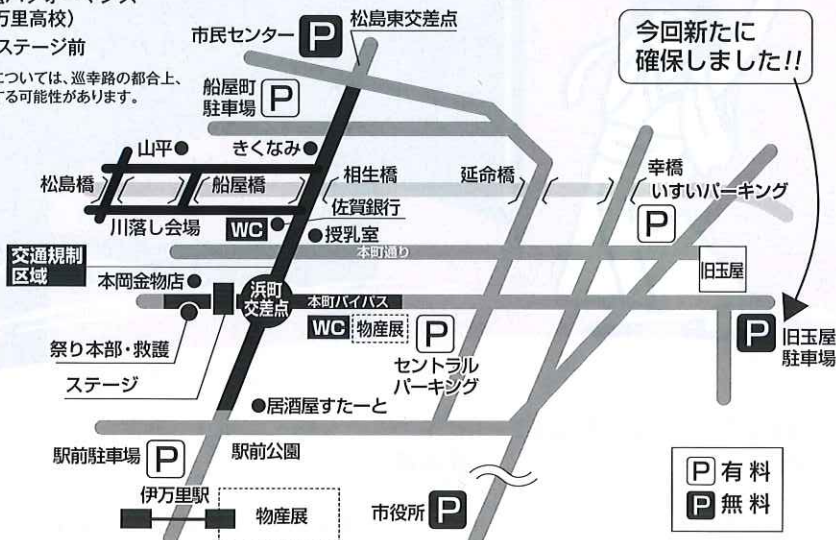 万里高校)
ステージ前
については、巡幸路の都合上、
する可能性があります。
市民センター P
松島東交差点
今回新たに
確保しました!!
船屋町
駐車場 P
山平●
きくなみ●
松島橋
船屋橋
相生橋
延命橋
幸橋
いすいパーキング
P
川落し会場
WC ●佐賀銀行
●授乳室
本町通り
旧玉屋
交通規制
区域
本岡金物店●
浜町
交差点
本町バイパス
WC 物産展
P
セントラル
パーキング
P 旧玉屋
駐車場
祭り本部・救護
ステージ
●居酒屋すたーと
駅前駐車場 P
駅前公園
伊万里駅
物産展
市役所 P
P 有料
P 無料